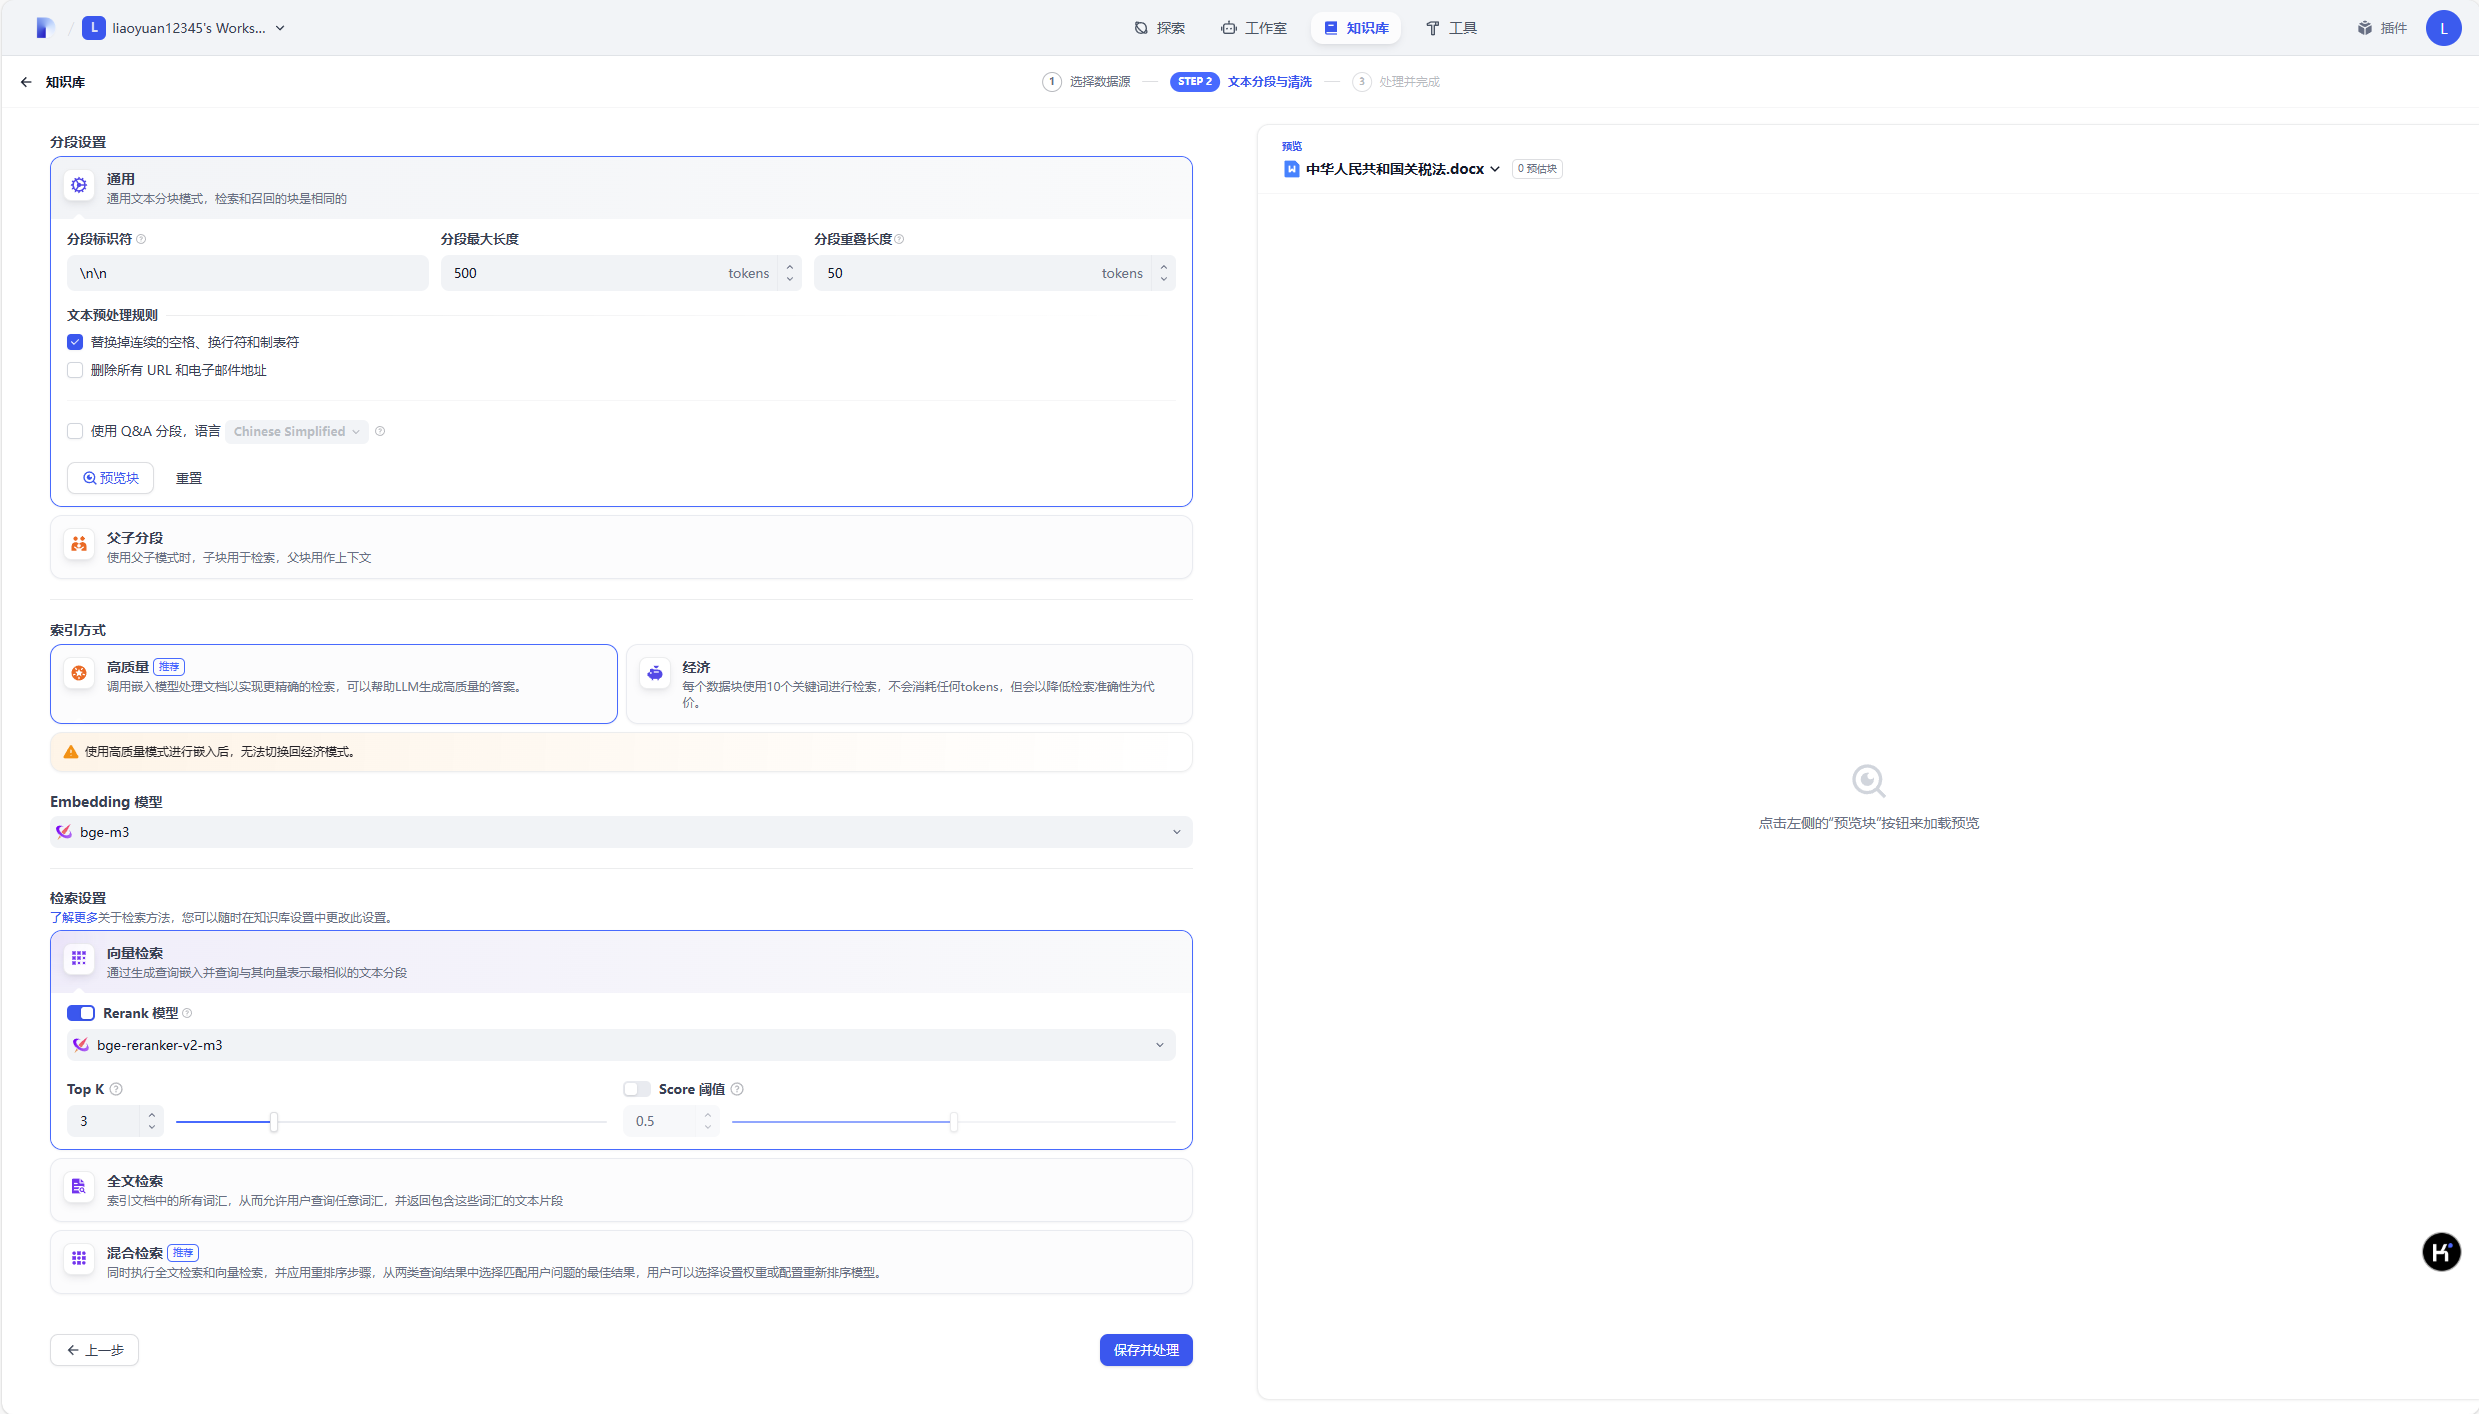 L liaoyuan12345's Works...
探索
工作室
知识库
工具
插件
L
知识库
1 选择数据源
STEP 2 文本分段与清洗
3 处理并完成
分段设置
通用
通用文本分块模式，检索和召回的块是相同的
分段标识符
分段最大长度
分段重叠长度
\n\n
500 tokens
50 tokens
文本预处理规则
替换掉连续的空格、换行符和制表符
删除所有 URL 和电子邮件地址
使用 Q&A 分段，语言 Chinese Simplified
预览块
重置
父子分段
使用父子模式时，子块用于检索，父块用作上下文
索引方式
高质量 推荐
调用嵌入模型处理文档以实现更精确的检索，可以帮助LLM生成高质量的答案。
经济
每个数据块使用10个关键词进行检索，不会消耗任何tokens，但会以降低检索准确性为代
价。
使用高质量模式进行嵌入后，无法切换回经济模式。
Embedding 模型
bge-m3
检索设置
了解更多关于检索方法，您可以随时在知识库设置中更改此设置。
向量检索
通过生成查询嵌入并查询与其向量表示最相似的文本分段
Rerank 模型
bge-reranker-v2-m3
Top K
Score 阈值
3
0.5
全文检索
索引文档中的所有词汇，从而允许用户查询任意词汇，并返回包含这些词汇的文本片段
混合检索 推荐
同时执行全文检索和向量检索，并应用重排序步骤，从两类查询结果中选择匹配用户问题的最佳结果，用户可以选择设置权重或配置重新排序模型。
上一步
保存并处理
预览
中华人民共和国关税法.docx
0 预估块
点击左侧的“预览块”按钮来加载预览
K